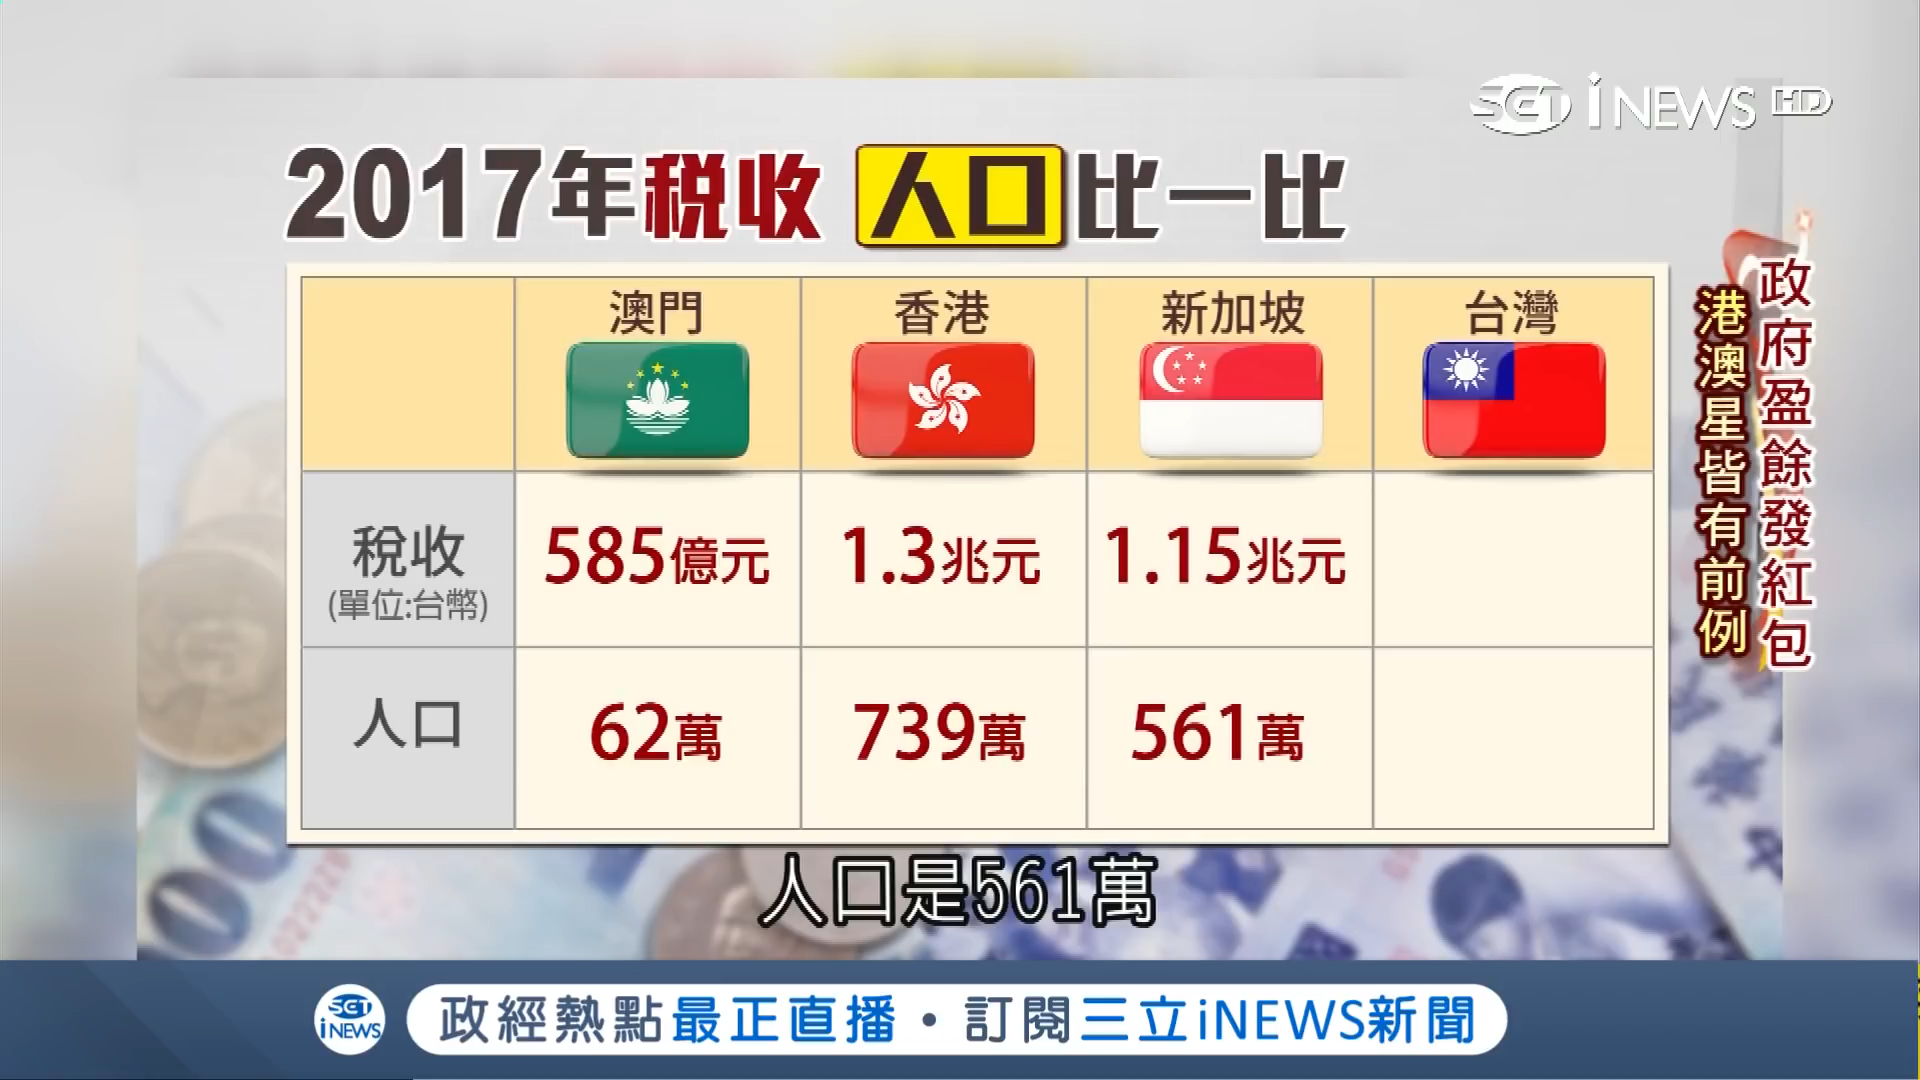 SET iNEWS HD
2017年税收 人口比一比
澳門 香港 新加坡 台灣
稅收 585億元 1.3兆元 1.15兆元
(單位:台幣)
人口 62萬 739萬 561萬
政府盈餘發紅包
港澳星皆有前例
人口是561萬
SET iNEWS 政經熱點最正直播・訂閱三立iNEWS新聞